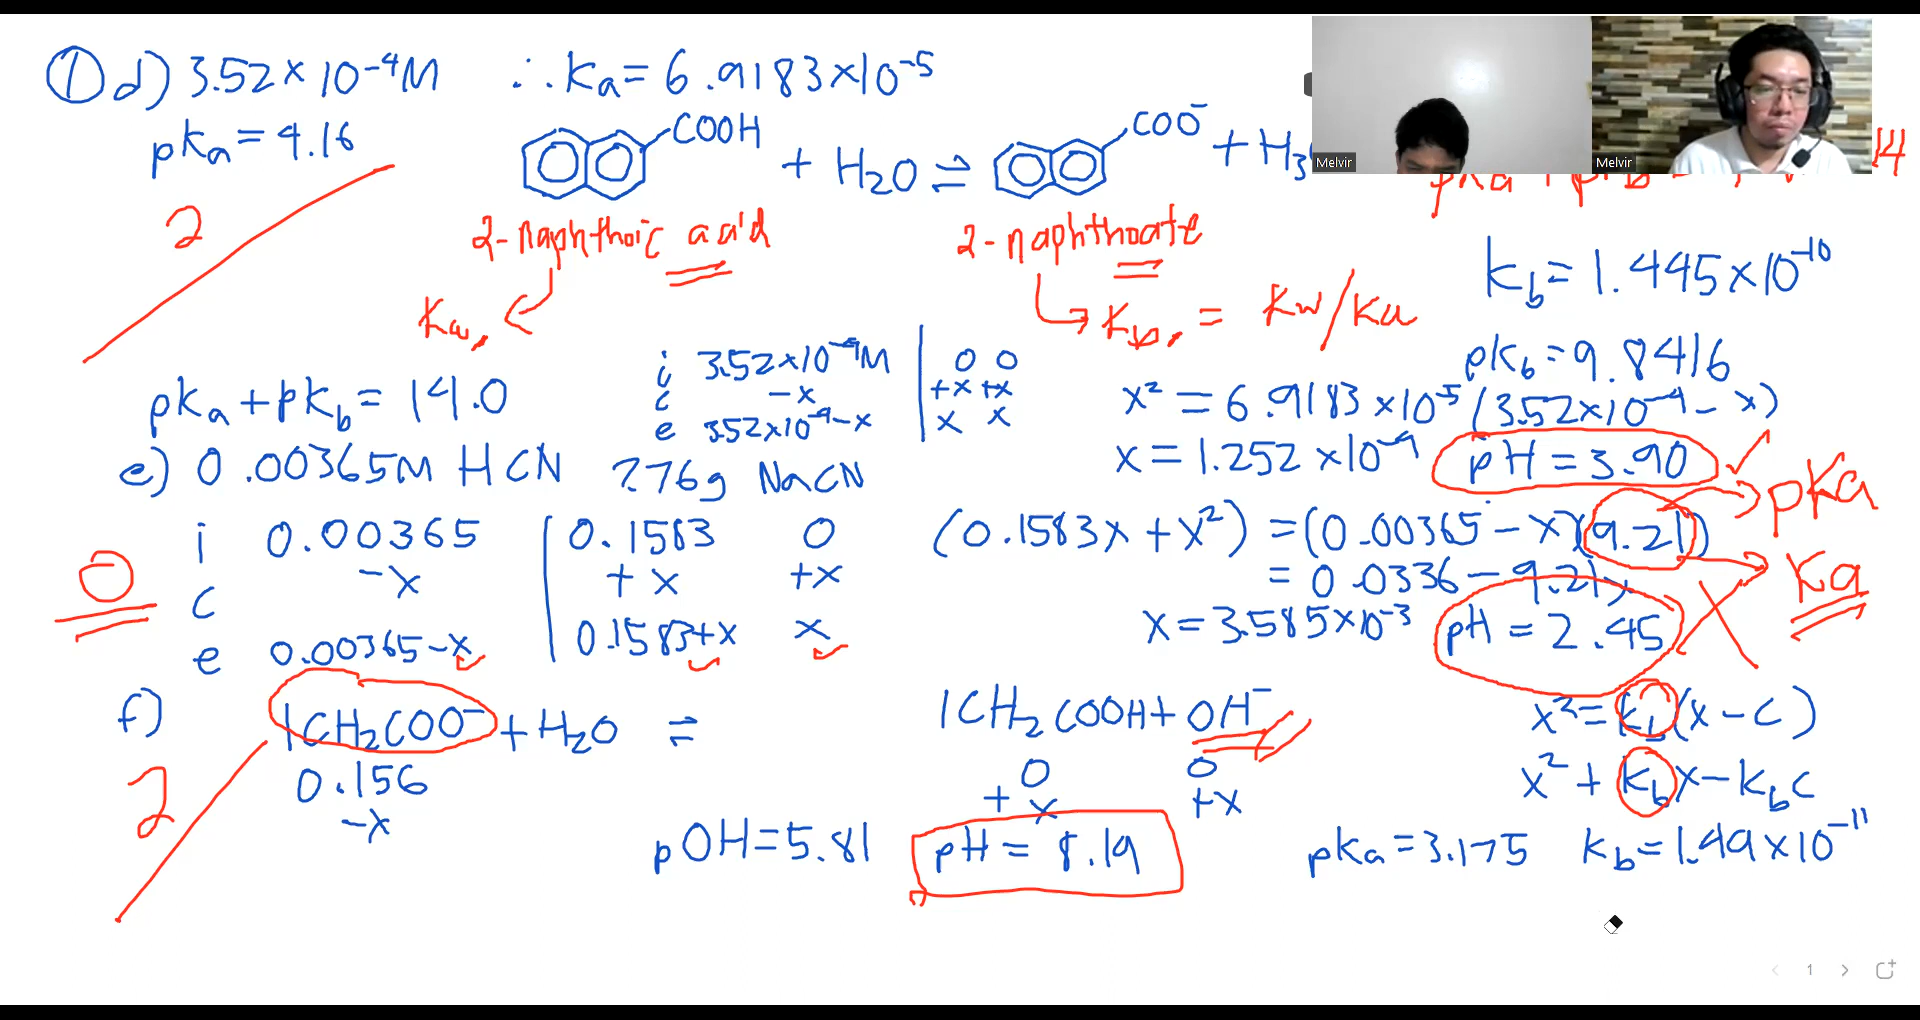 ① d) 3.52 × 10⁻⁴ M ∴ Ka = 6.9183 × 10⁻⁵
pKa = 4.16
COOH + H₂O ⇌ COO⁻ + H₃
14
Melvir
Melvir
2
2-naphthoic acid
2-naphthoate
Ka
Kb = Kw/Ka
Kb = 1.445 × 10⁻¹⁰
pKb = 9.8416
pKa + pKb = 14.0
i 3.52×10⁻⁴ M | 0 0
c -x | +x +x
e 3.52×10⁻⁴-x | x x
x² = 6.9183 × 10⁻⁵ (3.52×10⁻⁴ - x)
x = 1.252 × 10⁻⁴ pH = 3.90 ✓
e) 0.00365 M HCN 7.76g NaCN
i 0.00365 | 0.1583 0
c -x | +x +x
e 0.00365-x | 0.1583+x x
0
(0.1583x + x²) = (0.00365 - x)(9.21)
pKa
= 0.0336 - 9.21x
Ka
x = 3.585×10⁻³ pH = 2.45
f) ICH₂COO⁻ + H₂O ⇌ ICH₂COOH + OH⁻
0.156 0 0
-x +x +x
2
x² = Kb(x - c)
x² + Kbx - Kbc
pOH = 5.81 pH = 8.19
pKa = 3.175 Kb = 1.49×10⁻¹¹
1